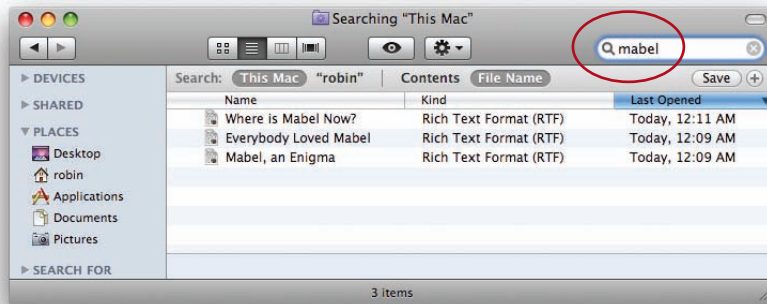 Searching “This Mac”
mabel
DEVICES
SHARED
PLACES
Desktop
robin
Applications
Documents
Pictures
SEARCH FOR
Search: This Mac “robin” Contents File Name Save
Name Kind Last Opened
Where is Mabel Now? Rich Text Format (RTF) Today, 12:11 AM
Everybody Loved Mabel Rich Text Format (RTF) Today, 12:09 AM
Mabel, an Enigma Rich Text Format (RTF) Today, 12:09 AM
3 items